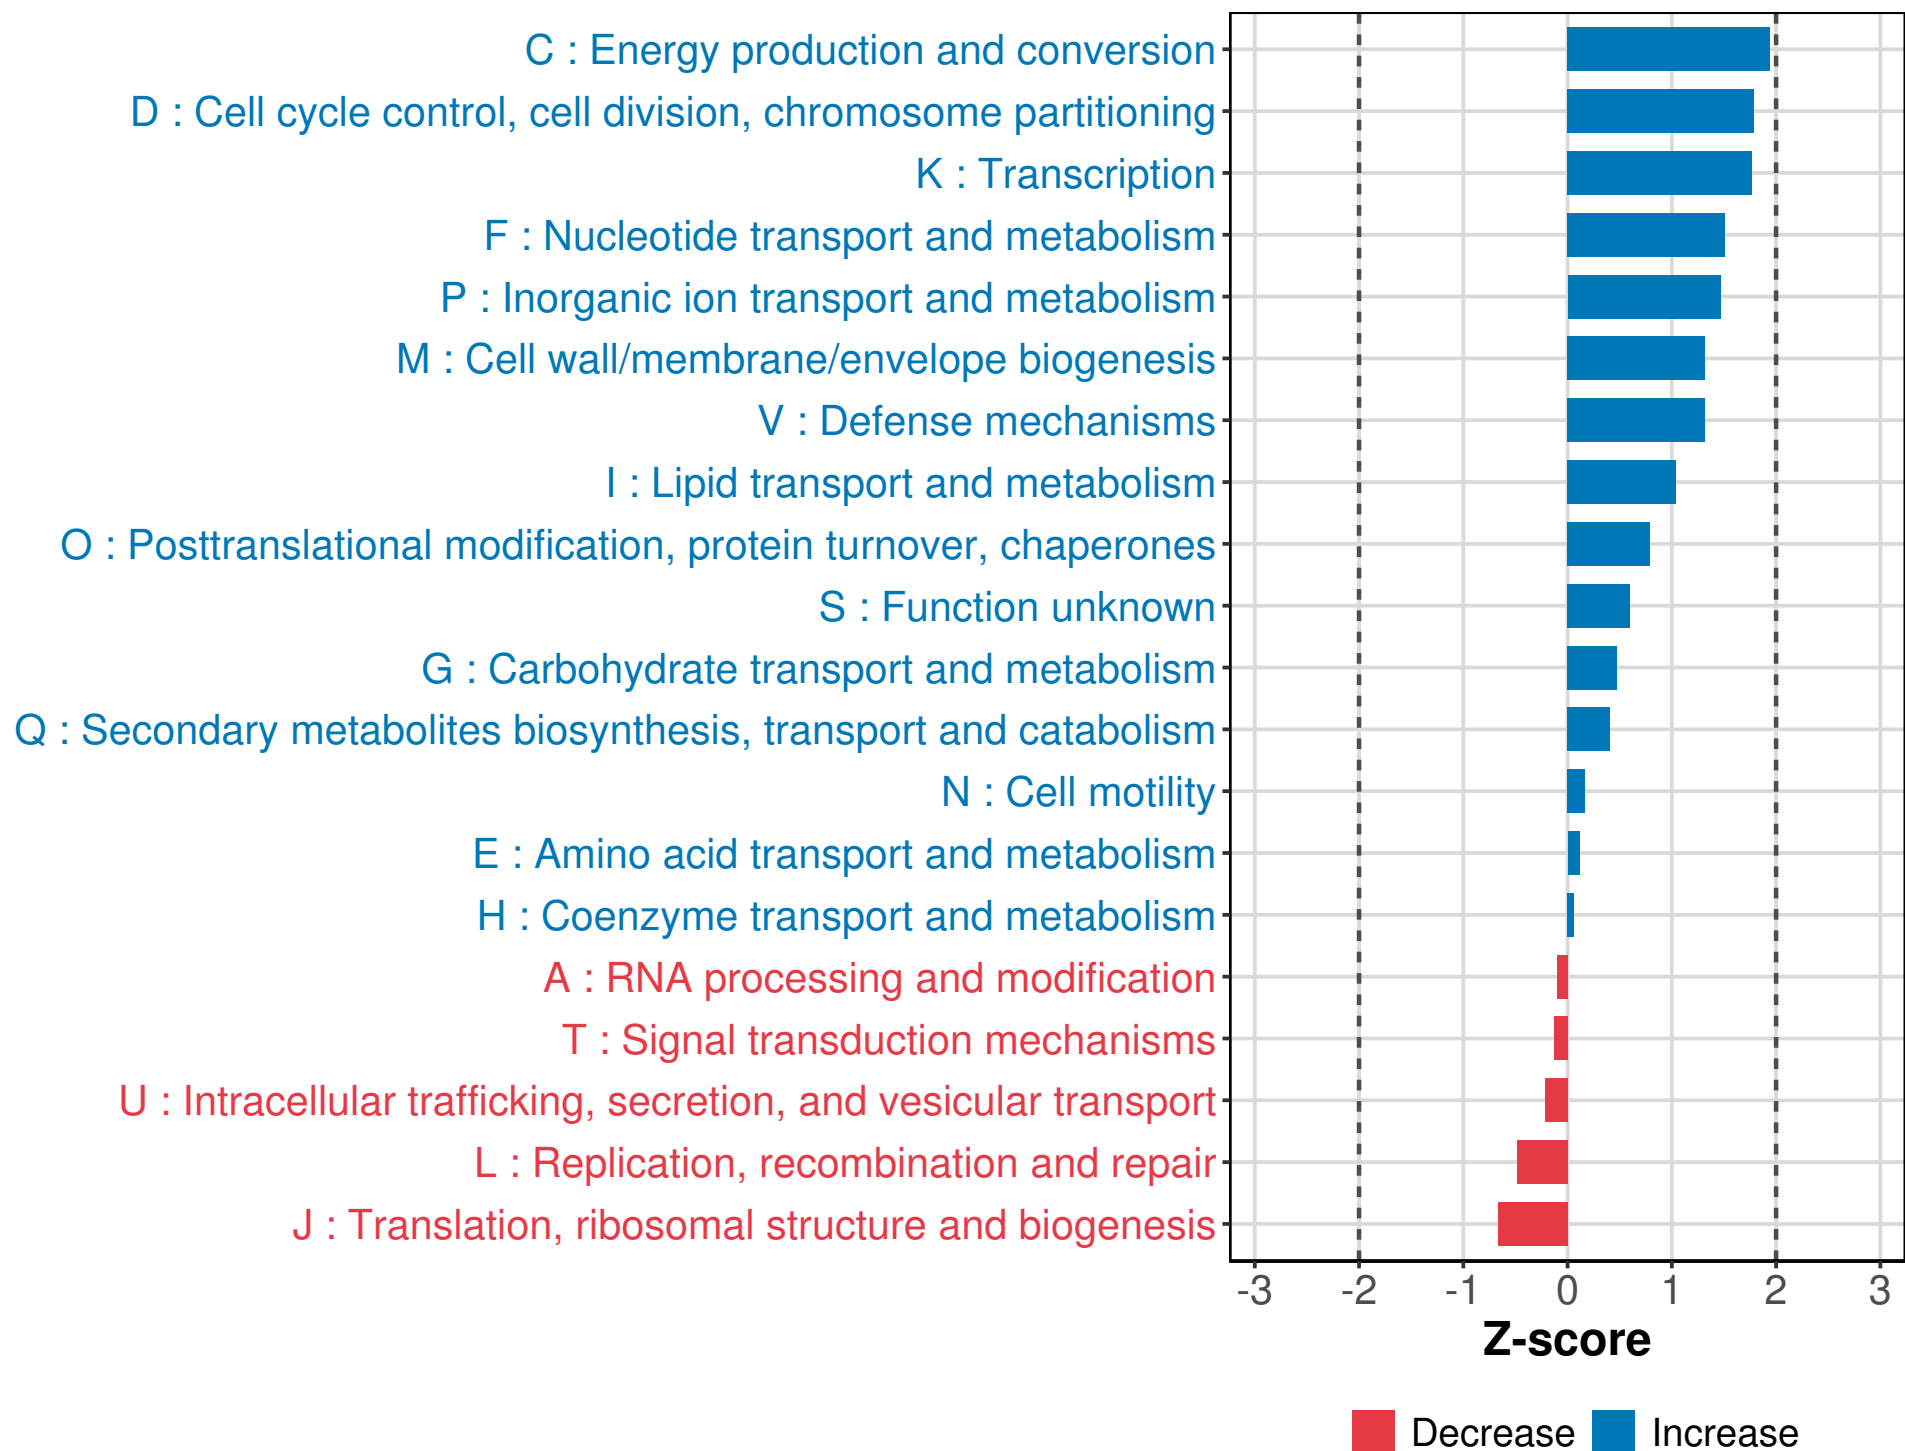 C : Energy production and conversion
D : Cell cycle control, cell division, chromosome partitioning
K : Transcription
F : Nucleotide transport and metabolism
P : Inorganic ion transport and metabolism
M : Cell wall/membrane/envelope biogenesis
V : Defense mechanisms
I : Lipid transport and metabolism
O : Posttranslational modification, protein turnover, chaperones
S : Function unknown
G : Carbohydrate transport and metabolism
Q : Secondary metabolites biosynthesis, transport and catabolism
N : Cell motility
E : Amino acid transport and metabolism
H : Coenzyme transport and metabolism
A : RNA processing and modification
T : Signal transduction mechanisms
U : Intracellular trafficking, secretion, and vesicular transport
L : Replication, recombination and repair
J : Translation, ribosomal structure and biogenesis
-3 -2 -1 0 1 2 3
Z-score
Decrease Increase